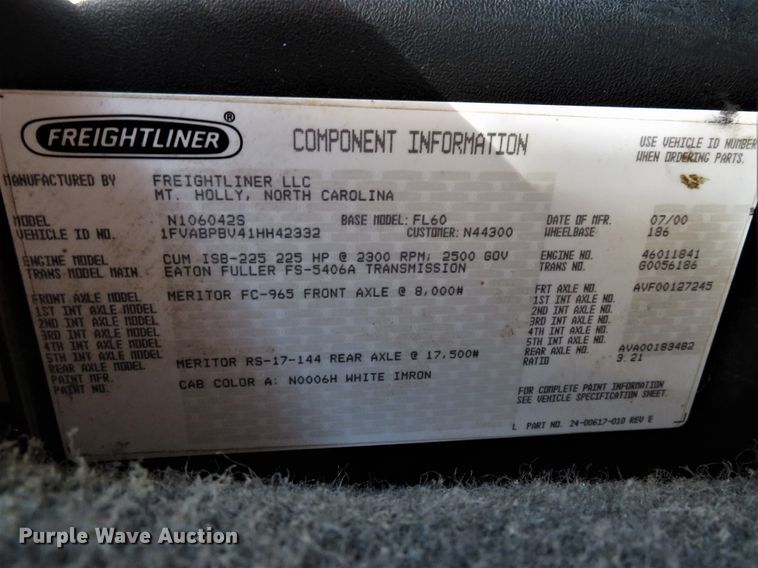 FREIGHTLINER ®
COMPONENT INFORMATION
USE VEHICLE ID NUMBER
WHEN ORDERING PARTS.
MANUFACTURED BY FREIGHTLINER LLC
MT. HOLLY, NORTH CAROLINA
MODEL N106042S BASE MODEL: FL60 DATE OF MFR. 07/00
VEHICLE ID NO. 1FVABPBV41HH42332 CUSTOMER: N44300 WHEELBASE 186
ENGINE MODEL CUM ISB-225 225 HP @ 2300 RPM; 2500 GOV ENGINE NO. 46011841
TRANS MODEL MAIN EATON FULLER FS-5406A TRANSMISSION TRANS NO. G0056186
FRONT AXLE MODEL MERITOR FC-965 FRONT AXLE @ 8,000# FRT AXLE NO. AVF00127245
1ST INT AXLE MODEL 1ST INT AXLE NO.
2ND INT AXLE MODEL 2ND INT AXLE NO.
3RD INT AXLE MODEL 3RD INT AXLE NO.
4TH INT AXLE MODEL 4TH INT AXLE NO.
5TH INT AXLE MODEL 5TH INT AXLE NO.
REAR AXLE MODEL MERITOR RS-17-144 REAR AXLE @ 17,500# REAR AXLE NO. AVA00183482
PAINT MFR. RATIO 3.21
PAINT NO. CAB COLOR A: N0006H WHITE IMRON
FOR COMPLETE PAINT INFORMATION
SEE VEHICLE SPECIFICATION SHEET.
L PART NO. 24-00617-010 REV E
Purple Wave Auction